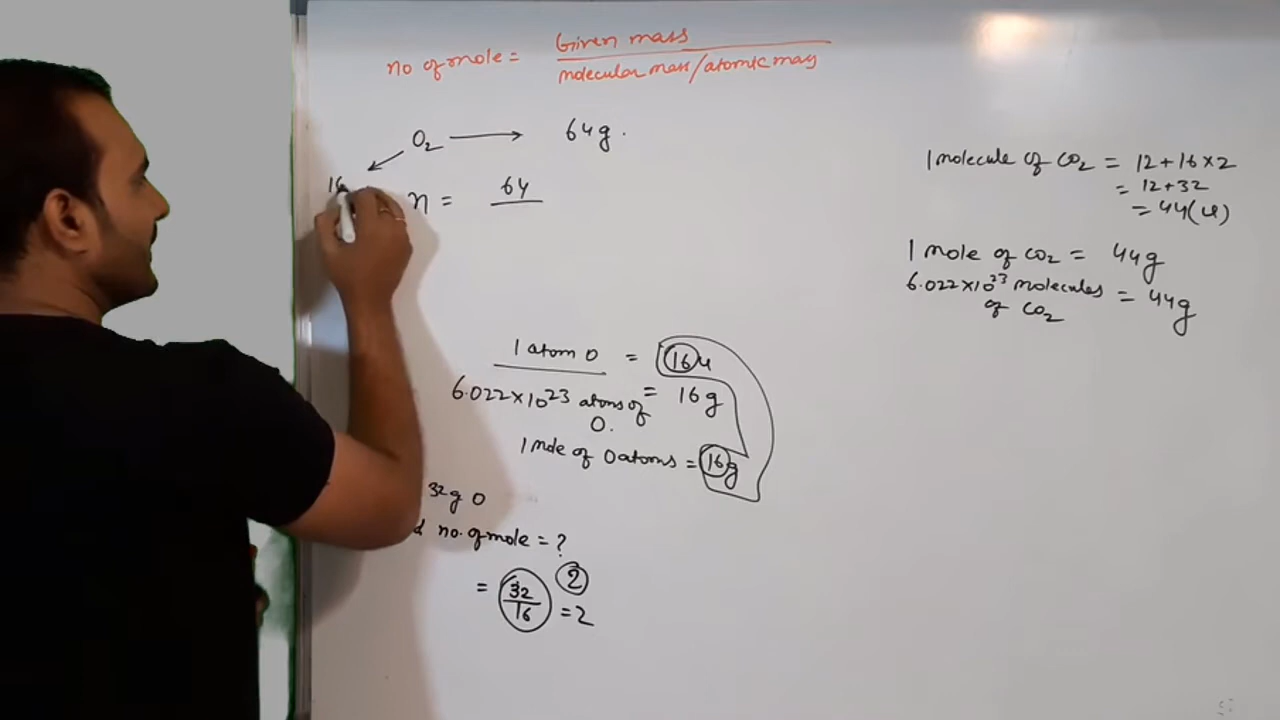 no of mole = Given mass
molecular mass/atomic mass
O2 → 64g.
16
n = 64
1 atom O = 16u
6.022×10^23 atoms of O. = 16g
1 mole of O atoms = 16g
32g O
d no. of mole = ?
= 32/16 = 2
2
1 molecule of CO2 = 12+16×2
= 12+32
= 44(u)
1 mole of CO2 = 44g
6.022×10^23 molecules of CO2 = 44g